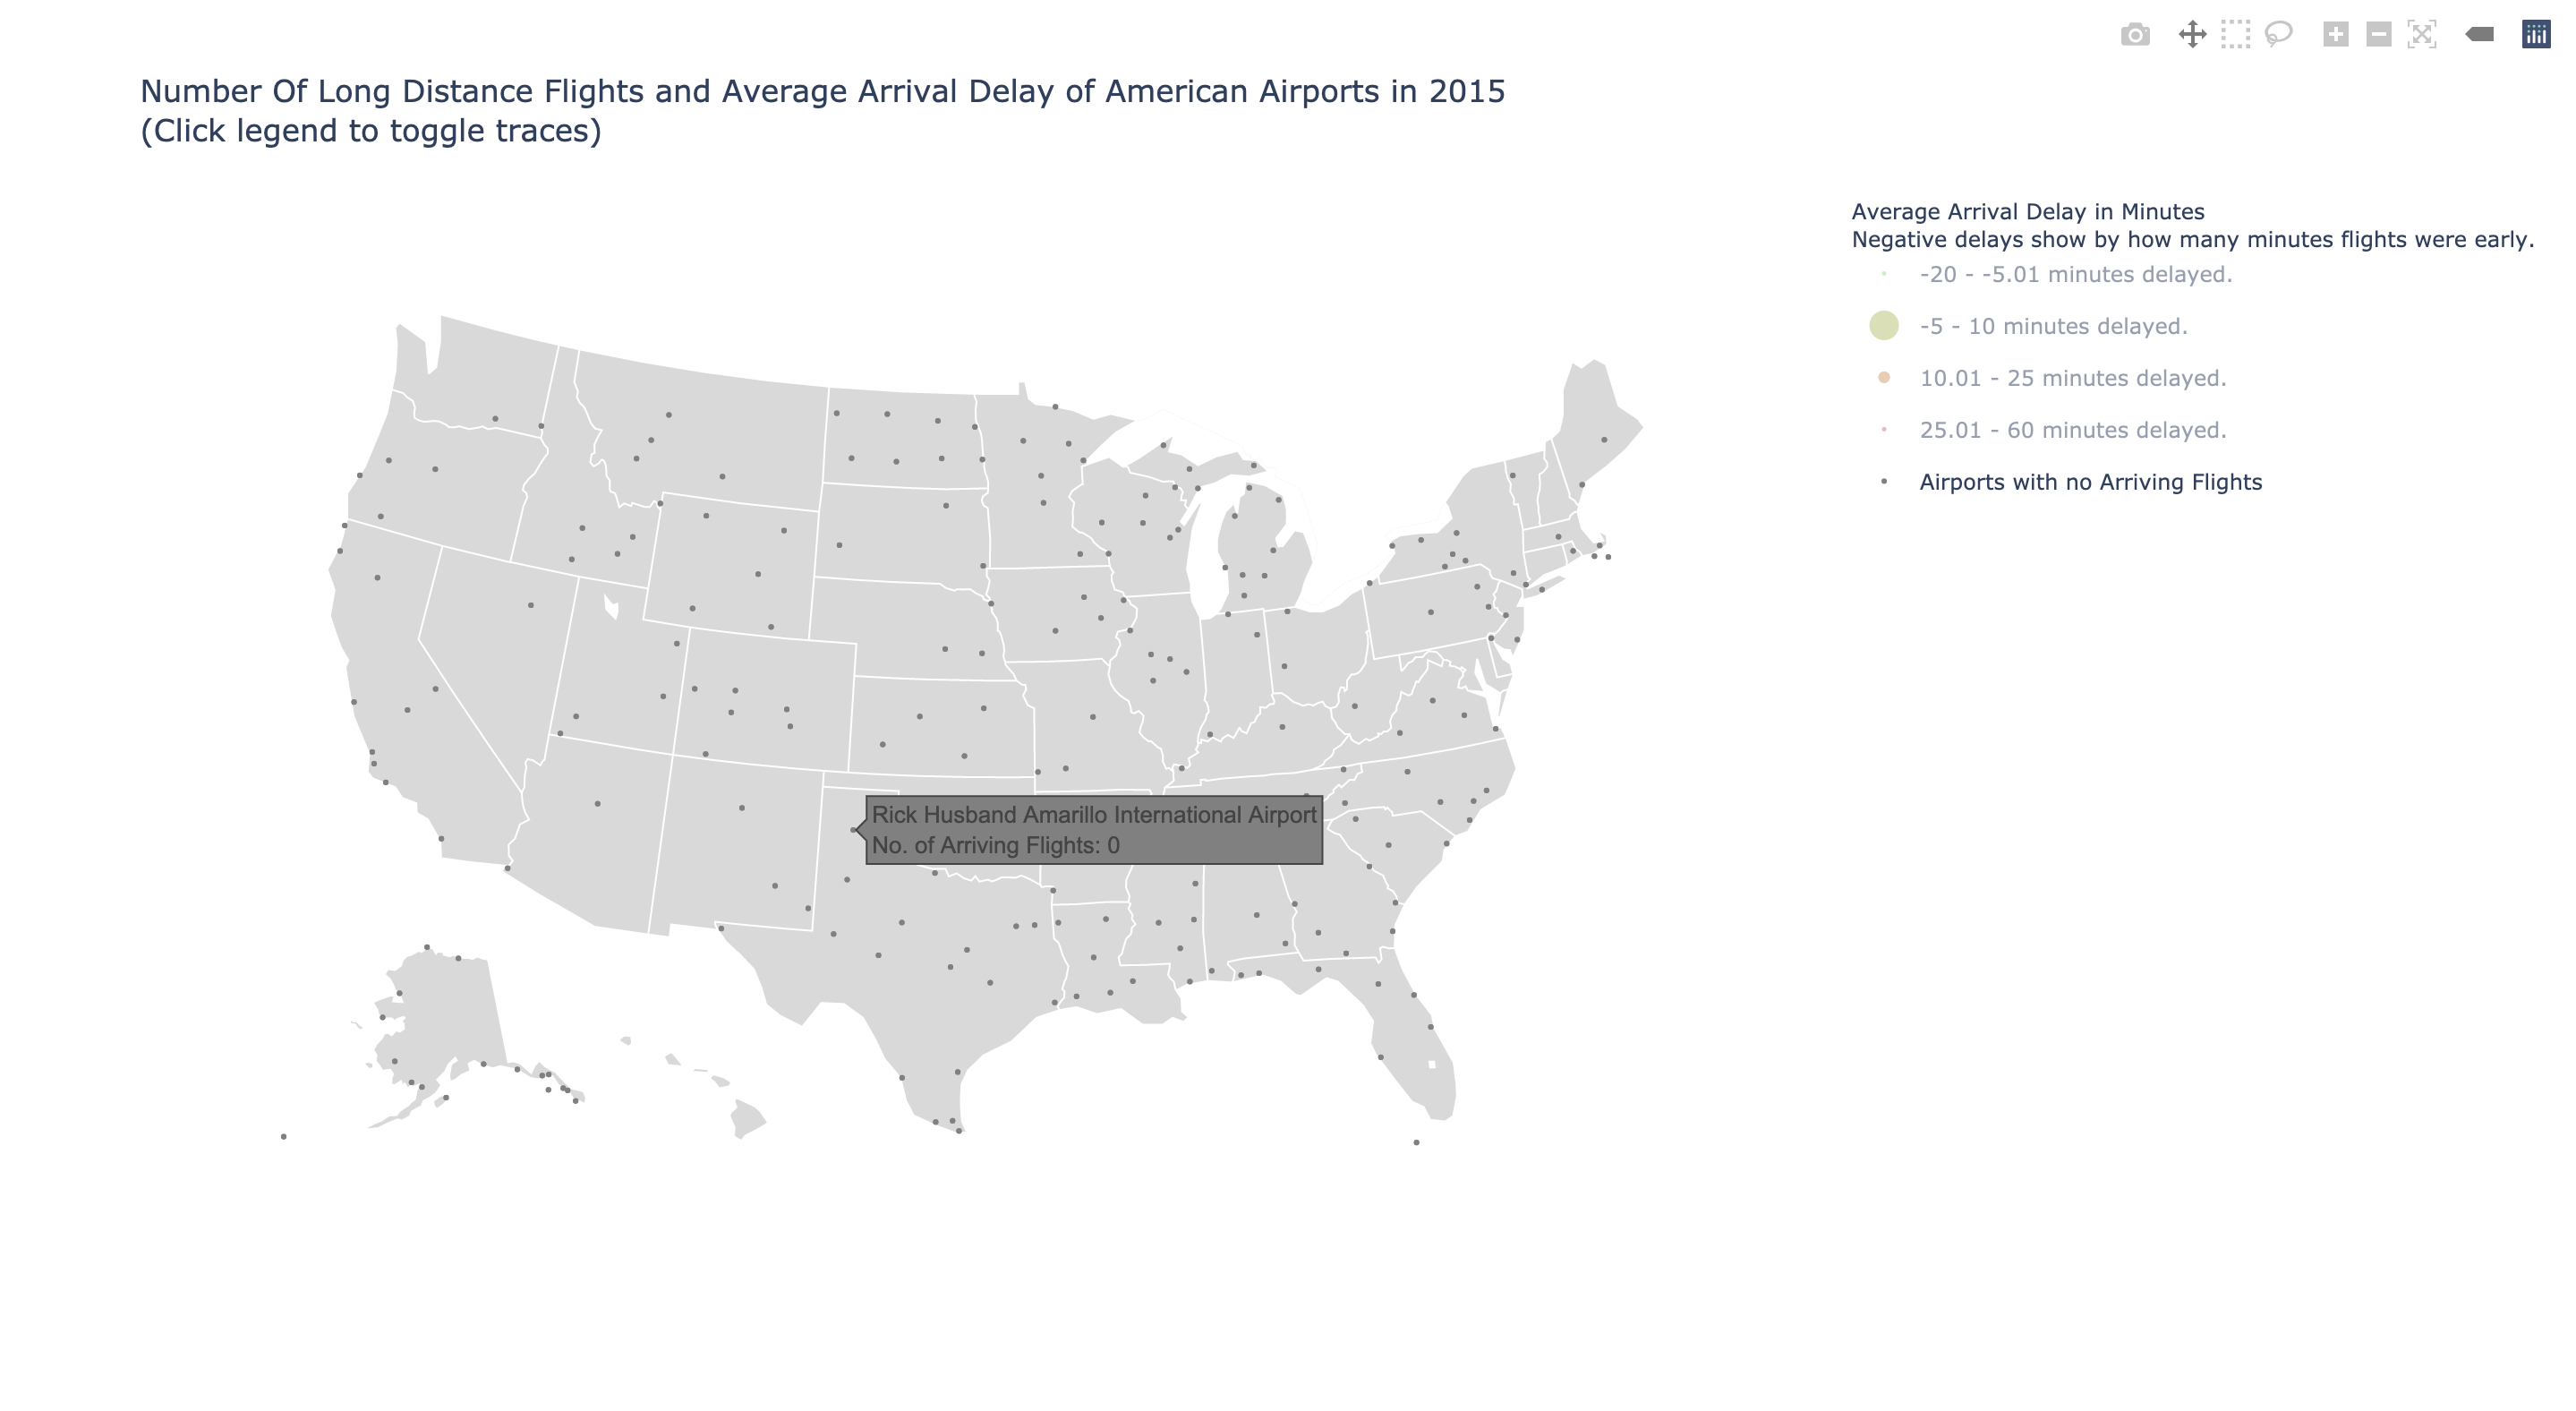 Number Of Long Distance Flights and Average Arrival Delay of American Airports in 2015
(Click legend to toggle traces)
Average Arrival Delay in Minutes
Negative delays show by how many minutes flights were early.
-20 - -5.01 minutes delayed.
-5 - 10 minutes delayed.
10.01 - 25 minutes delayed.
25.01 - 60 minutes delayed.
Airports with no Arriving Flights
Rick Husband Amarillo International Airport
No. of Arriving Flights: 0